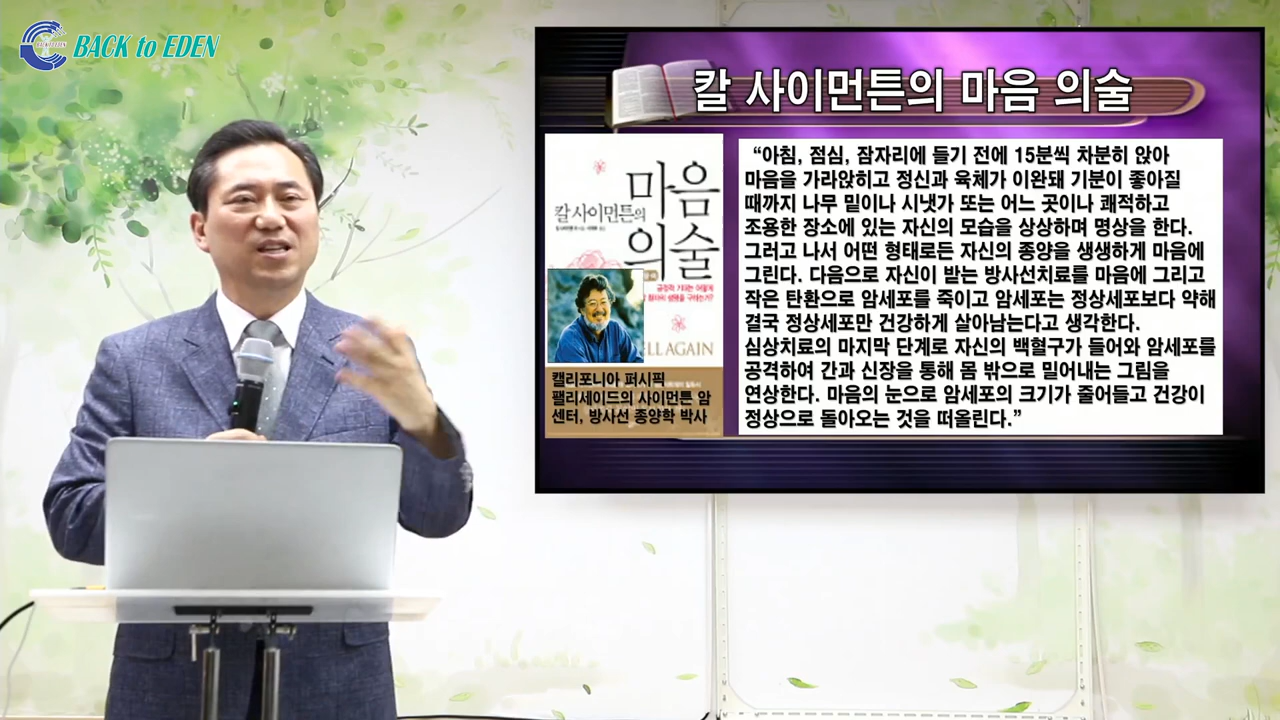 BACK to EDEN
칼 사이먼튼의 마음 의술
마음
칼 사이먼튼의
의술
ELL AGAIN
캘리포니아 퍼시픽
팰리세이드의 사이먼튼 암
센터, 방사선 종양학 박사
“아침, 점심, 잠자리에 들기 전에 15분씩 차분히 앉아
마음을 가라앉히고 정신과 육체가 이완돼 기분이 좋아질
때까지 나무 밑이나 시냇가 또는 어느 곳이나 쾌적하고
조용한 장소에 있는 자신의 모습을 상상하며 명상을 한다.
그러고 나서 어떤 형태로든 자신의 종양을 생생하게 마음에
그린다. 다음으로 자신이 받는 방사선치료를 마음에 그리고
작은 탄환으로 암세포를 죽이고 암세포는 정상세포보다 약해
결국 정상세포만 건강하게 살아남는다고 생각한다.
심상치료의 마지막 단계로 자신의 백혈구가 들어와 암세포를
공격하여 간과 신장을 통해 몸 밖으로 밀어내는 그림을
연상한다. 마음의 눈으로 암세포의 크기가 줄어들고 건강이
정상으로 돌아오는 것을 떠올린다.”